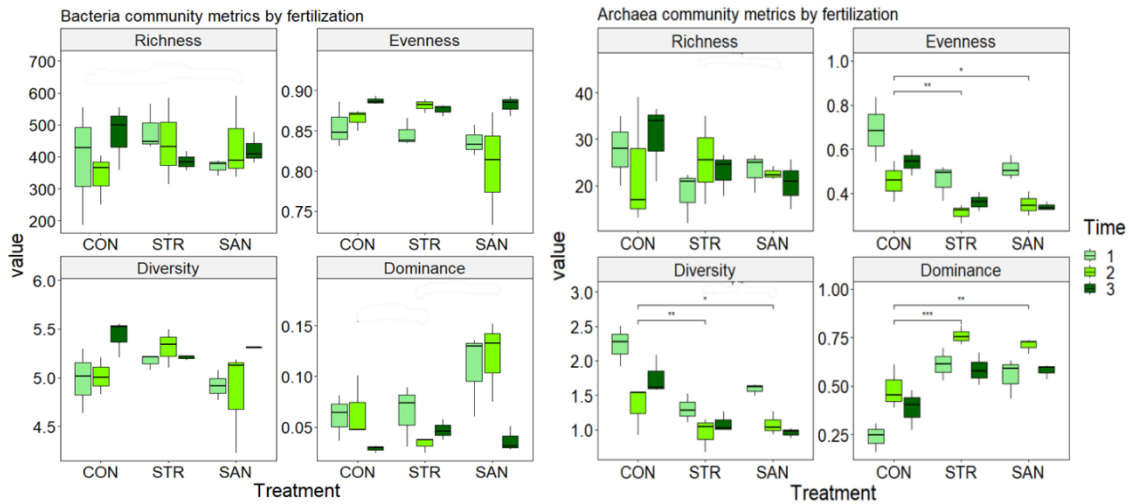 Bacteria community metrics by fertilization
Richness
Evenness
700
600
500
400
300
200
0.90
0.85
0.80
0.75
CON STR SAN
CON STR SAN
value
Diversity
Dominance
6.0
5.5
5.0
4.5
0.15
0.10
0.05
CON STR SAN
CON STR SAN
Treatment
Archaea community metrics by fertilization
Richness
Evenness
40
30
20
1.0
0.8
0.6
0.4
*
**
CON STR SAN
CON STR SAN
value
Diversity
Dominance
3.0
2.5
2.0
1.5
1.0
*
**
1.00
0.75
0.50
0.25
**
***
CON STR SAN
CON STR SAN
Treatment
Time
1
2
3